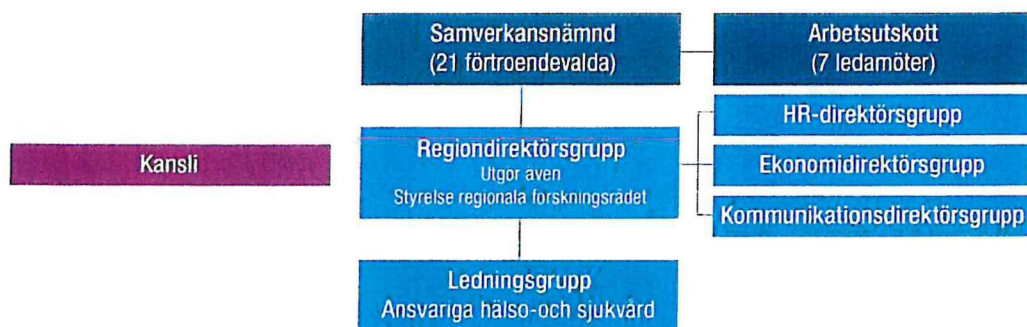 Samverkansnämnd
(21 förtroendevalda)
Arbetsutskott
(7 ledamöter)
HR-direktörsgrupp
Kansli
Regiondirektörsgrupp
Utgör även
Styrelse regionala forskningsrådet
Ekonomidirektörsgrupp
Kommunikationsdirektörsgrupp
Ledningsgrupp
Ansvariga hälso-och sjukvård